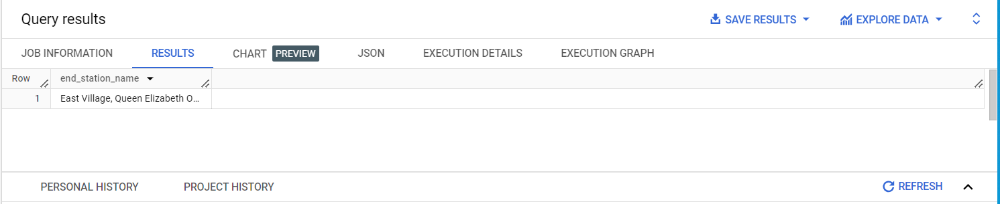 Query results
SAVE RESULTS
EXPLORE DATA
JOB INFORMATION
RESULTS
CHART PREVIEW
JSON
EXECUTION DETAILS
EXECUTION GRAPH
Row end_station_name
1 East Village, Queen Elizabeth O...
PERSONAL HISTORY
PROJECT HISTORY
REFRESH